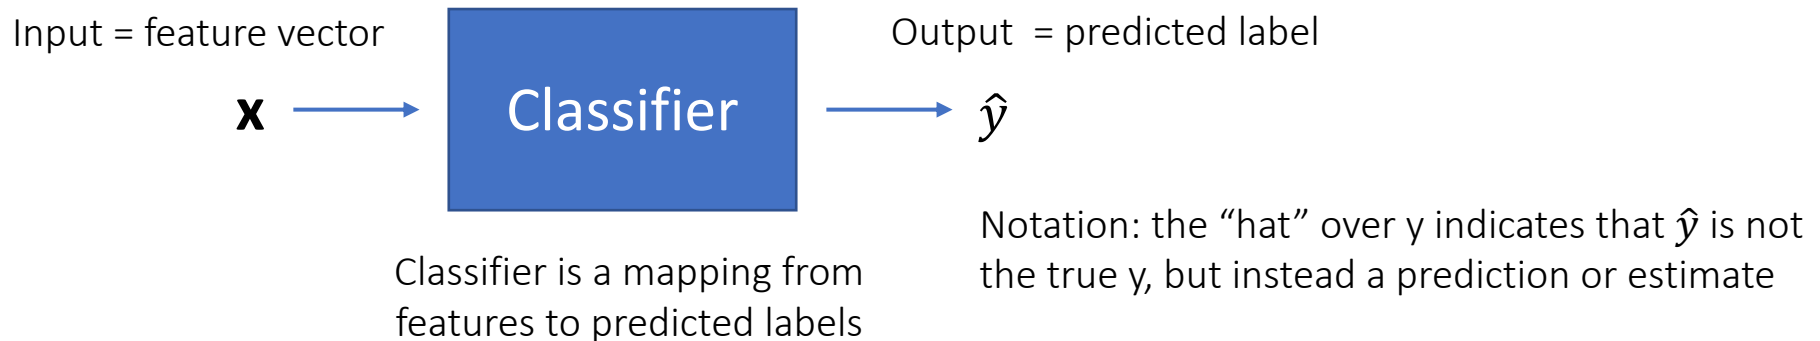 Input = feature vector
Output = predicted label
x
Classifier
ŷ
Notation: the “hat” over y indicates that ŷ is not
the true y, but instead a prediction or estimate
Classifier is a mapping from
features to predicted labels